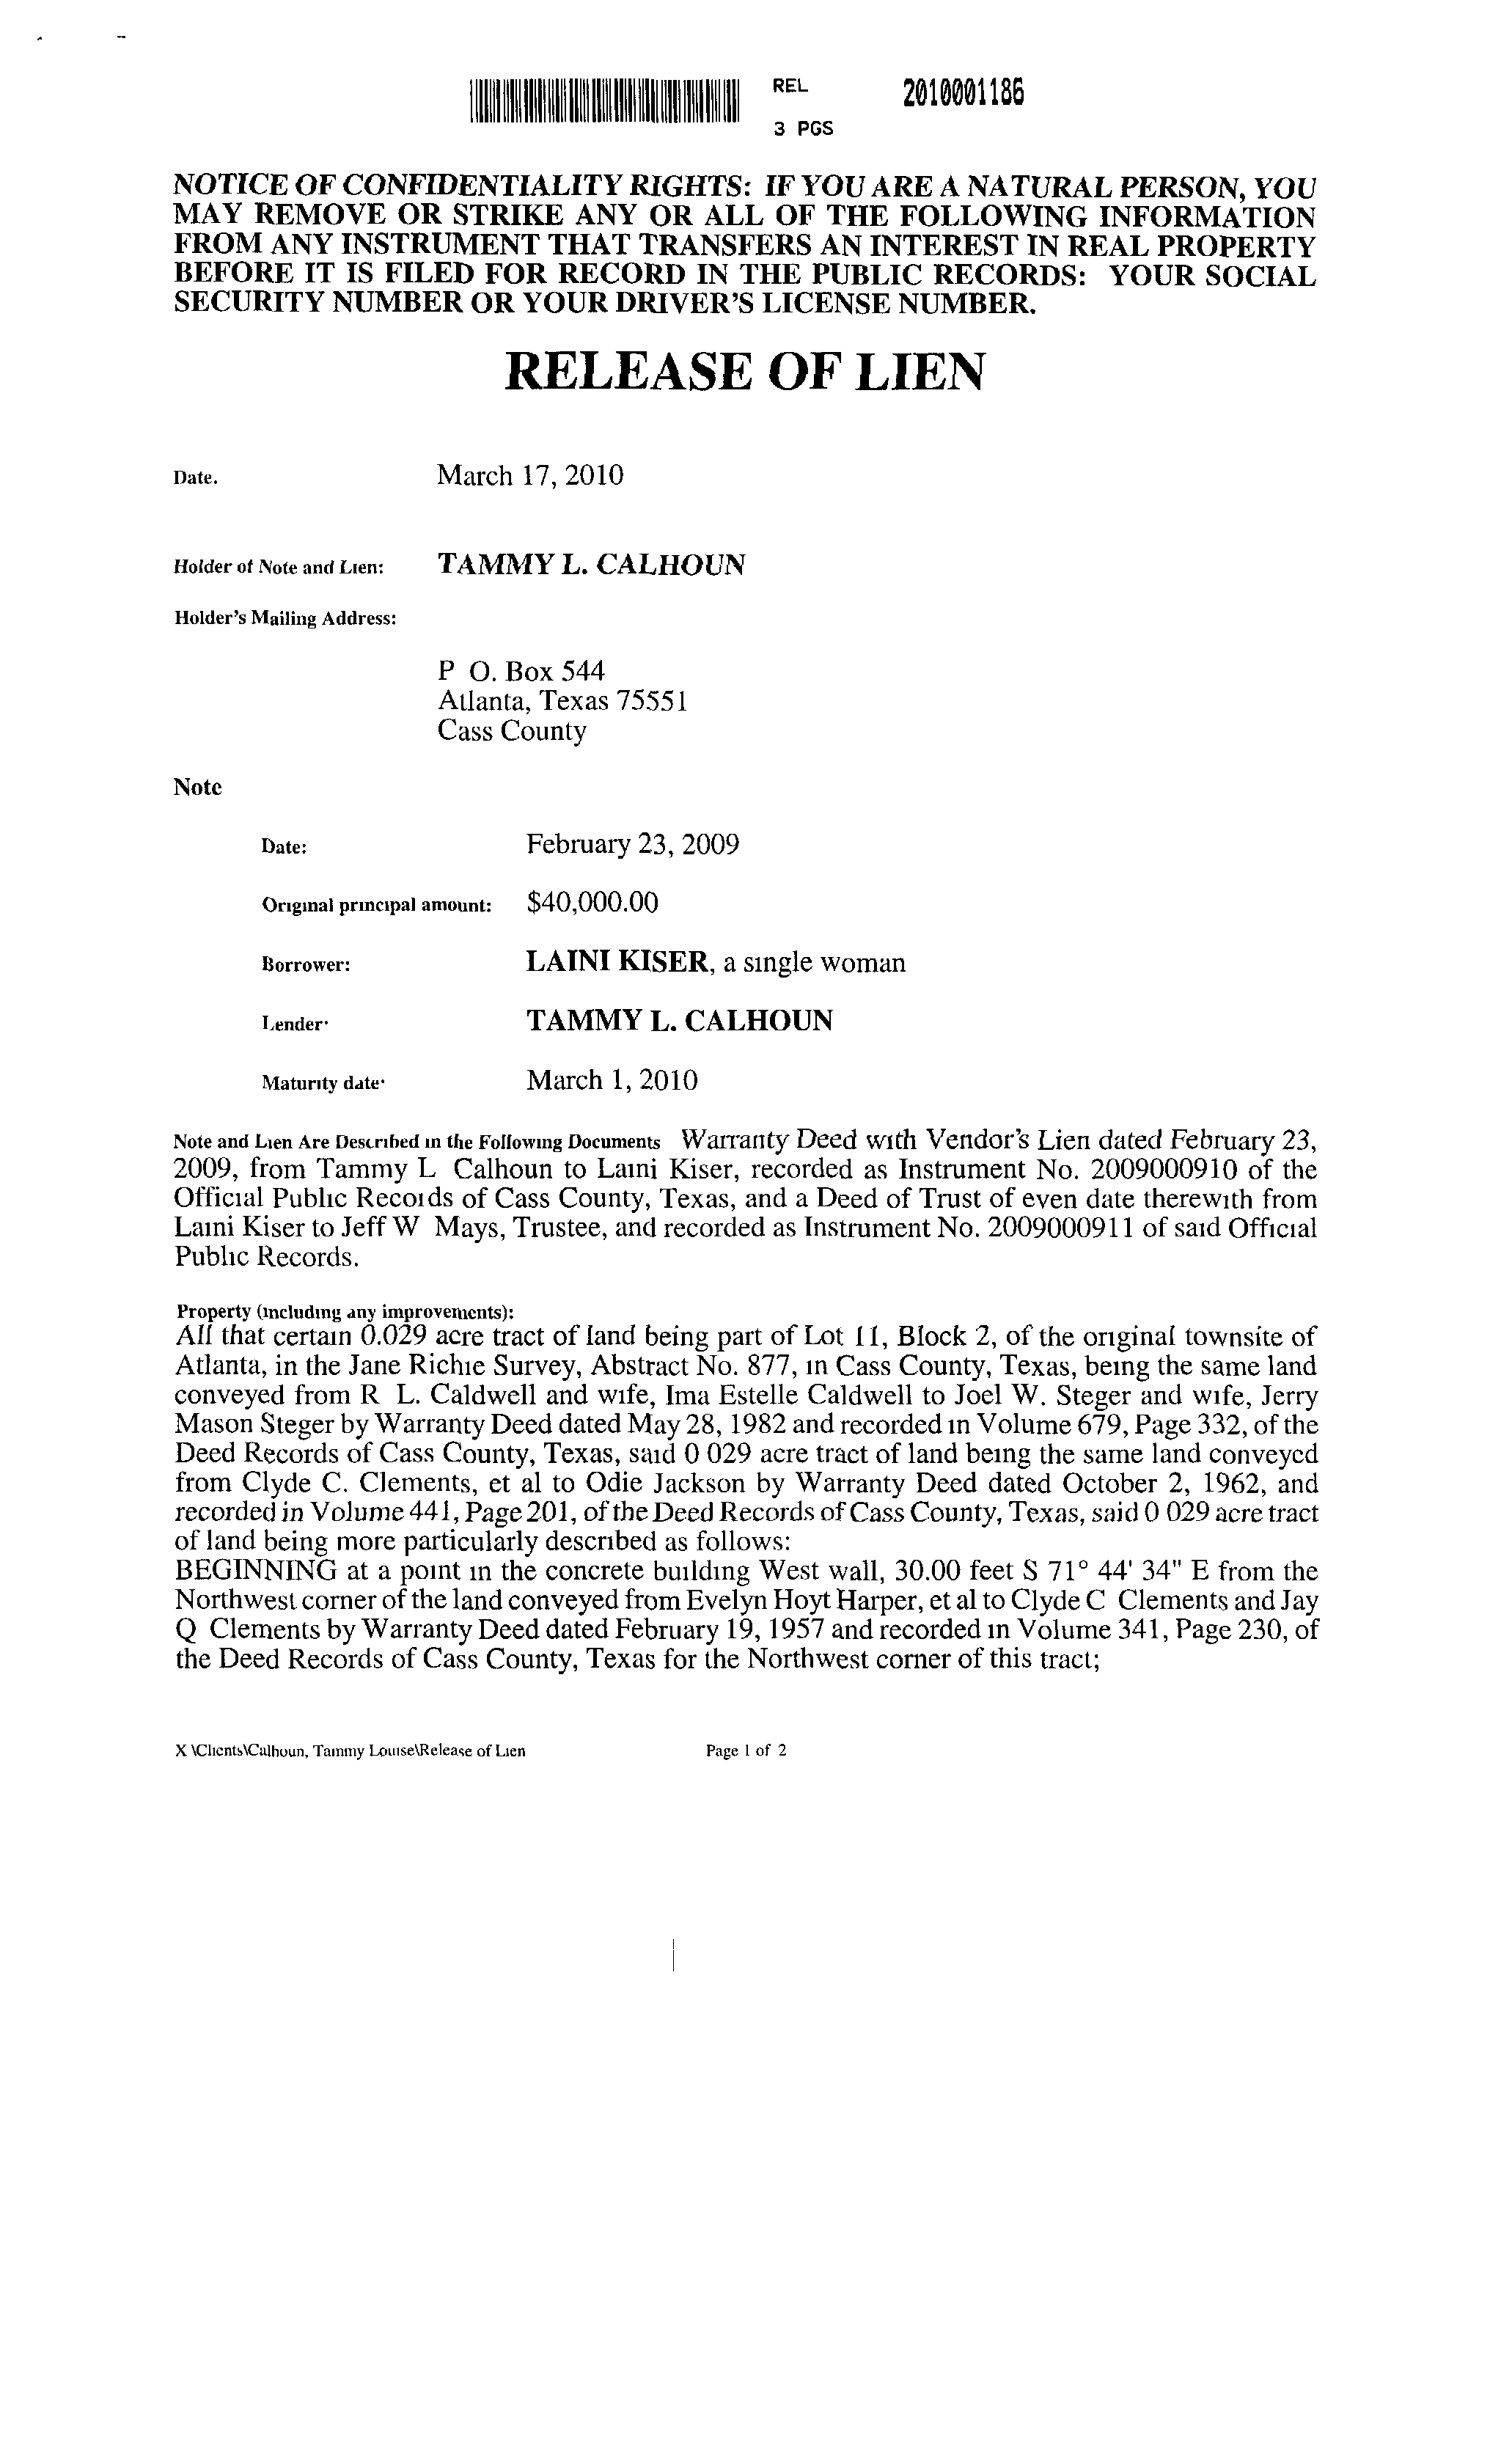 REL 2010001186
3 PGS
NOTICE OF CONFIDENTIALITY RIGHTS: IF YOU ARE A NATURAL PERSON, YOU
MAY REMOVE OR STRIKE ANY OR ALL OF THE FOLLOWING INFORMATION
FROM ANY INSTRUMENT THAT TRANSFERS AN INTEREST IN REAL PROPERTY
BEFORE IT IS FILED FOR RECORD IN THE PUBLIC RECORDS: YOUR SOCIAL
SECURITY NUMBER OR YOUR DRIVER'S LICENSE NUMBER.
RELEASE OF LIEN
Date. March 17, 2010
Holder of Note and Lien: TAMMY L. CALHOUN
Holder's Mailing Address:
P O. Box 544
Atlanta, Texas 75551
Cass County
Note
Date: February 23, 2009
Original principal amount: $40,000.00
Borrower: LAINI KISER, a single woman
Lender· TAMMY L. CALHOUN
Maturity date· March 1, 2010
Note and Lien Are Described in the Following Documents Warranty Deed with Vendor's Lien dated February 23,
2009, from Tammy L Calhoun to Laini Kiser, recorded as Instrument No. 2009000910 of the
Official Public Records of Cass County, Texas, and a Deed of Trust of even date therewith from
Laini Kiser to Jeff W Mays, Trustee, and recorded as Instrument No. 2009000911 of said Official
Public Records.
Property (including any improvements):
All that certain 0.029 acre tract of land being part of Lot 11, Block 2, of the original townsite of
Atlanta, in the Jane Richie Survey, Abstract No. 877, in Cass County, Texas, being the same land
conveyed from R L. Caldwell and wife, Ima Estelle Caldwell to Joel W. Steger and wife, Jerry
Mason Steger by Warranty Deed dated May 28, 1982 and recorded in Volume 679, Page 332, of the
Deed Records of Cass County, Texas, said 0 029 acre tract of land being the same land conveyed
from Clyde C. Clements, et al to Odie Jackson by Warranty Deed dated October 2, 1962, and
recorded in Volume 441, Page 201, of the Deed Records of Cass County, Texas, said 0 029 acre tract
of land being more particularly described as follows:
BEGINNING at a point in the concrete building West wall, 30.00 feet S 71° 44' 34" E from the
Northwest corner of the land conveyed from Evelyn Hoyt Harper, et al to Clyde C Clements and Jay
Q Clements by Warranty Deed dated February 19, 1957 and recorded in Volume 341, Page 230, of
the Deed Records of Cass County, Texas for the Northwest corner of this tract;
X \Clients\Calhoun, Tammy Louise\Release of Lien Page 1 of 2